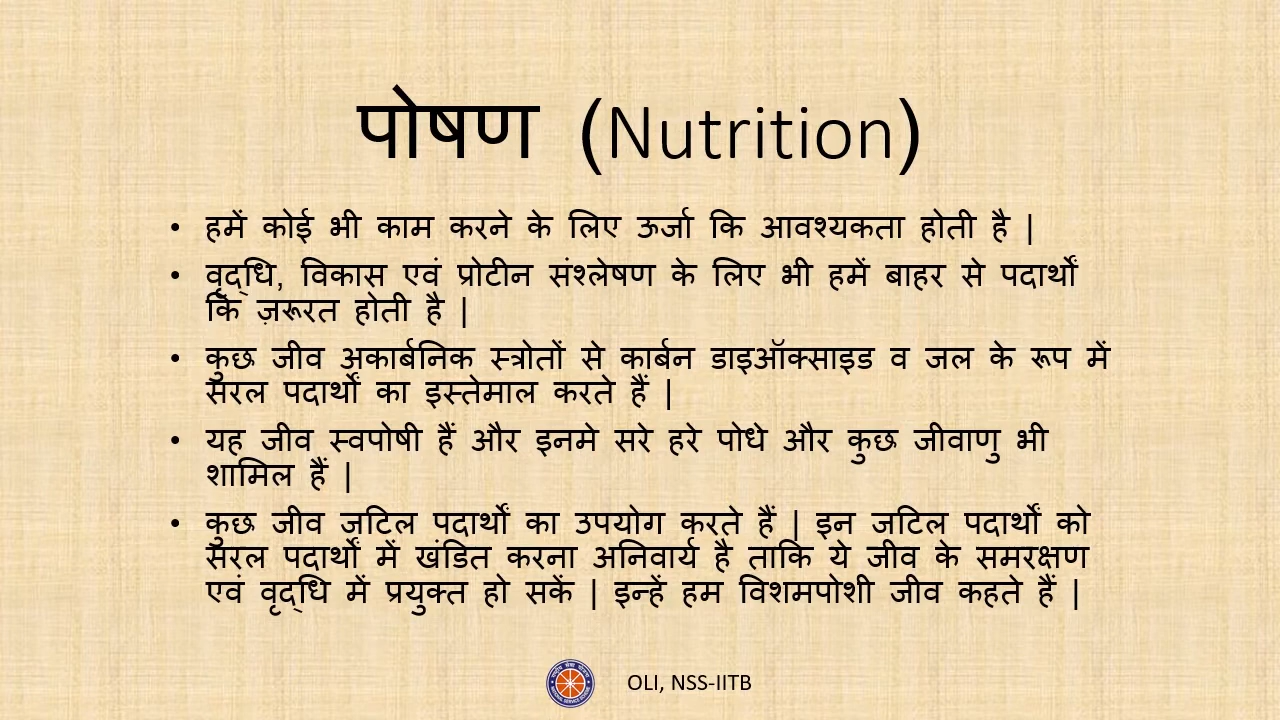 पोषण (Nutrition)
• हमें कोई भी काम करने के लिए ऊर्जा कि आवश्यकता होती है |
• वृद्धि, विकास एवं प्रोटीन संश्लेषण के लिए भी हमें बाहर से पदार्थों
कि ज़रूरत होती है |
• कुछ जीव अकार्बनिक स्त्रोतों से कार्बन डाइऑक्साइड व जल के रूप में
सरल पदार्थों का इस्तेमाल करते हैं |
• यह जीव स्वपोषी हैं और इनमे सरे हरे पोधे और कुछ जीवाणु भी
शामिल हैं |
• कुछ जीव जटिल पदार्थों का उपयोग करते हैं | इन जटिल पदार्थों को
सरल पदार्थों में खंडित करना अनिवार्य है ताकि ये जीव के समरक्षण
एवं वृद्धि में प्रयुक्त हो सकें | इन्हें हम विशमपोशी जीव कहते हैं |
OLI, NSS-IITB